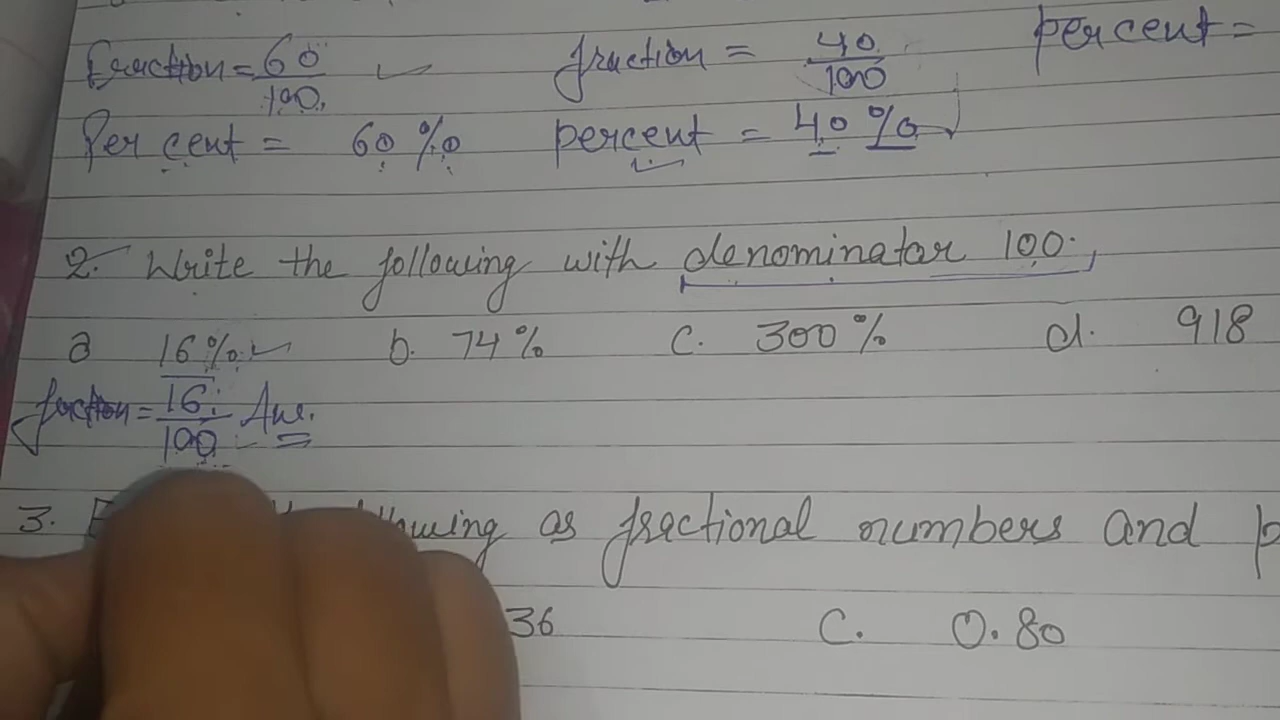 fraction = 60/100 fraction = 40/100 percent =
Per cent = 60% percent = 40%
2. Write the following with denominator 100.
a 16% b. 74% c. 300% d. 918
fraction = 16/100 Ans.
3. following as fractional numbers and
36 c. 0.80